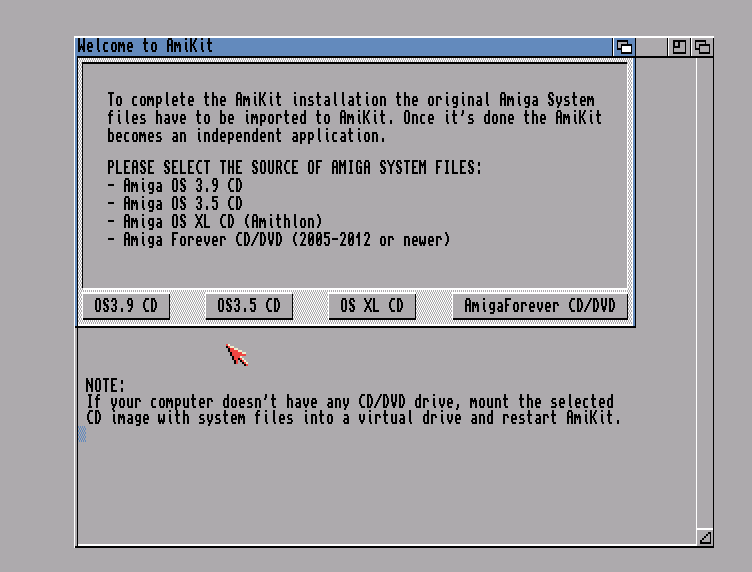 Welcome to AmiKit
To complete the AmiKit installation the original Amiga System
files have to be imported to AmiKit. Once it's done the AmiKit
becomes an independent application.
PLEASE SELECT THE SOURCE OF AMIGA SYSTEM FILES:
- Amiga OS 3.9 CD
- Amiga OS 3.5 CD
- Amiga OS XL CD (Amithlon)
- Amiga Forever CD/DVD (2005-2012 or newer)
OS3.9 CD
OS3.5 CD
OS XL CD
AmigaForever CD/DVD
NOTE:
If your computer doesn't have any CD/DVD drive, mount the selected
CD image with system files into a virtual drive and restart AmiKit.